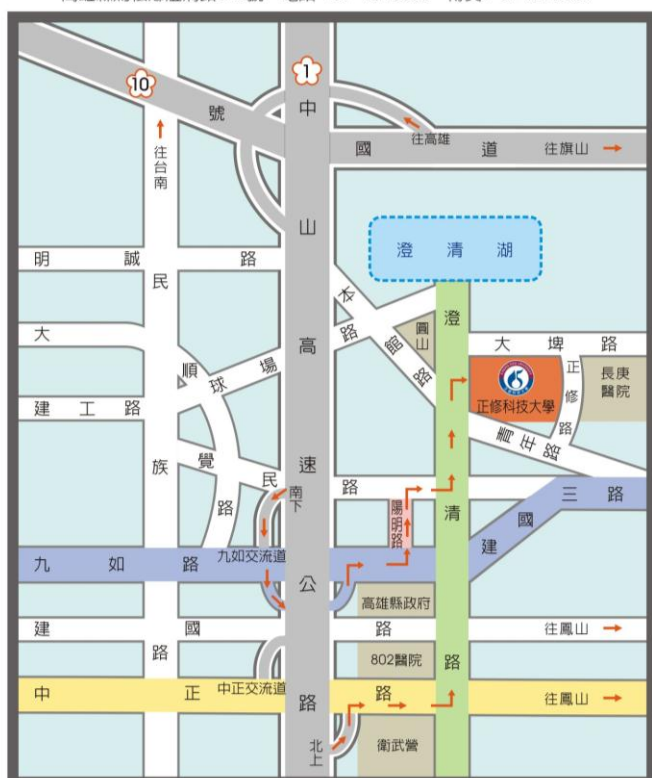 10
1
中山高速公路
號
國道
往高雄
往旗山
往台南
明誠路
澄清湖
民族路
大順路
球場路
本館路
圓山
澄清路
大埤路
正修科技大學
正修路
長庚醫院
建工路
青年路
覺民路
南下
陽明路
建國三路
九如路
九如交流道
高雄縣政府
建國路
往鳳山
802醫院
中正路
中正交流道
往鳳山
北上
衛武營